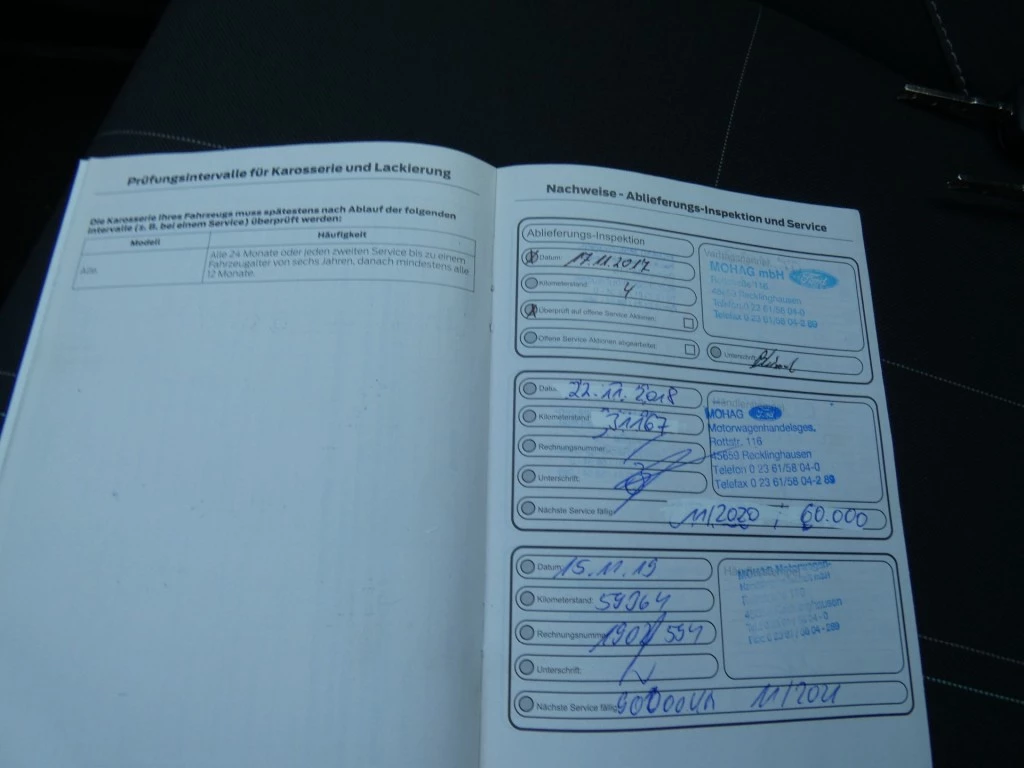 Prüfungsintervalle für Karosserie und Lackierung
Die Karosserie Ihres Fahrzeugs muss spätestens nach Ablauf der folgenden
Intervalle (z. B. bei einem Service) überprüft werden:
Modell
Häufigkeit
Alle.
Alle 24 Monate oder jeden zweiten Service bis zu einem
Fahrzeugalter von sechs Jahren, danach mindestens alle
12 Monate.
Nachweise - Ablieferungs-Inspektion und Service
Ablieferungs-Inspektion
Datum: 17.11.2017
Kilometerstand: 4
Überprüft auf offene Service Aktionen:
Offene Service Aktionen abgearbeitet:
MOHAG mbH Ford
45659 Recklinghausen
Telefon 0 23 61/58 04-0
Telefax 0 23 61/58 04-2 89
Unterschrift:
Datum: 22.11.2018
Kilometerstand: 31167
Rechnungsnummer:
Unterschrift:
Nächste Service fällig: 11/2020 ; 60.000
MOHAG Ford
Motorwagenhandelsges.
Rottstr. 116
45659 Recklinghausen
Telefon 0 23 61/58 04-0
Telefax 0 23 61/58 04-2 89
Datum: 15.11.19
Kilometerstand: 59364
Rechnungsnummer:
Unterschrift:
Nächste Service fällig: 11/2021